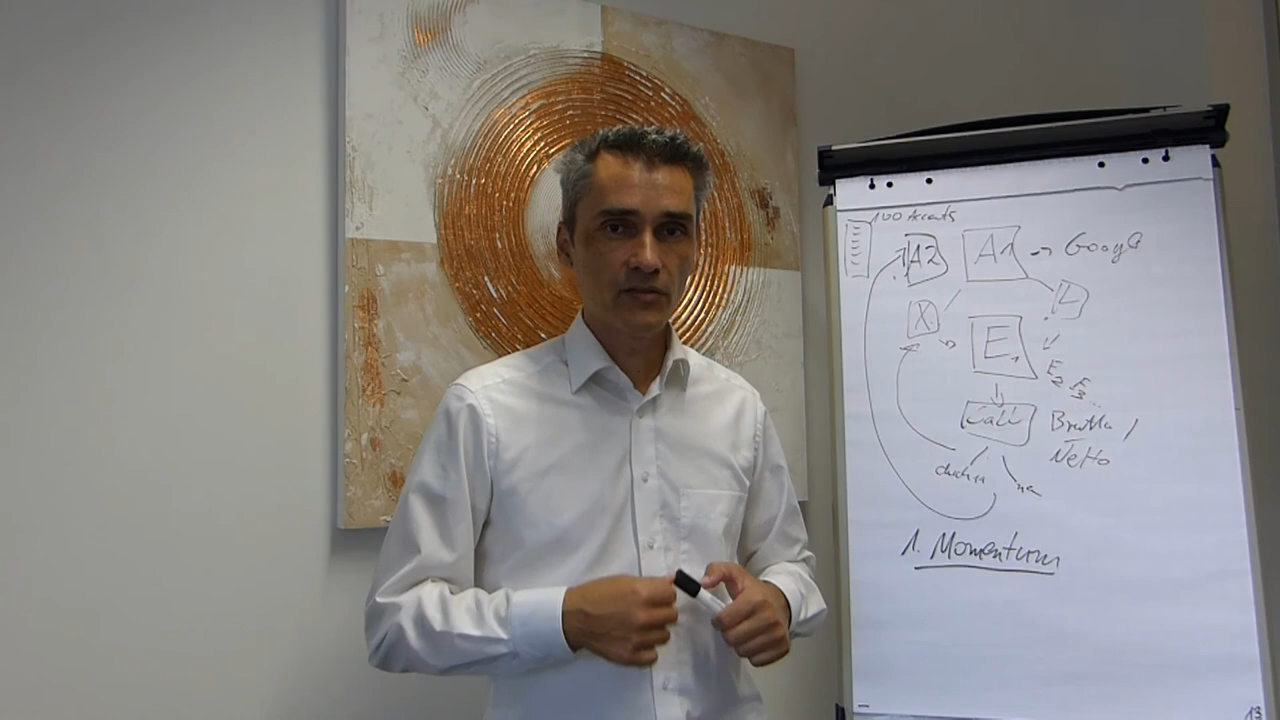 100 Accounts
A2 A1 → Google
X L
E1
E2 E3 ...
Call Brutto /
Netto
1. Momentum
13